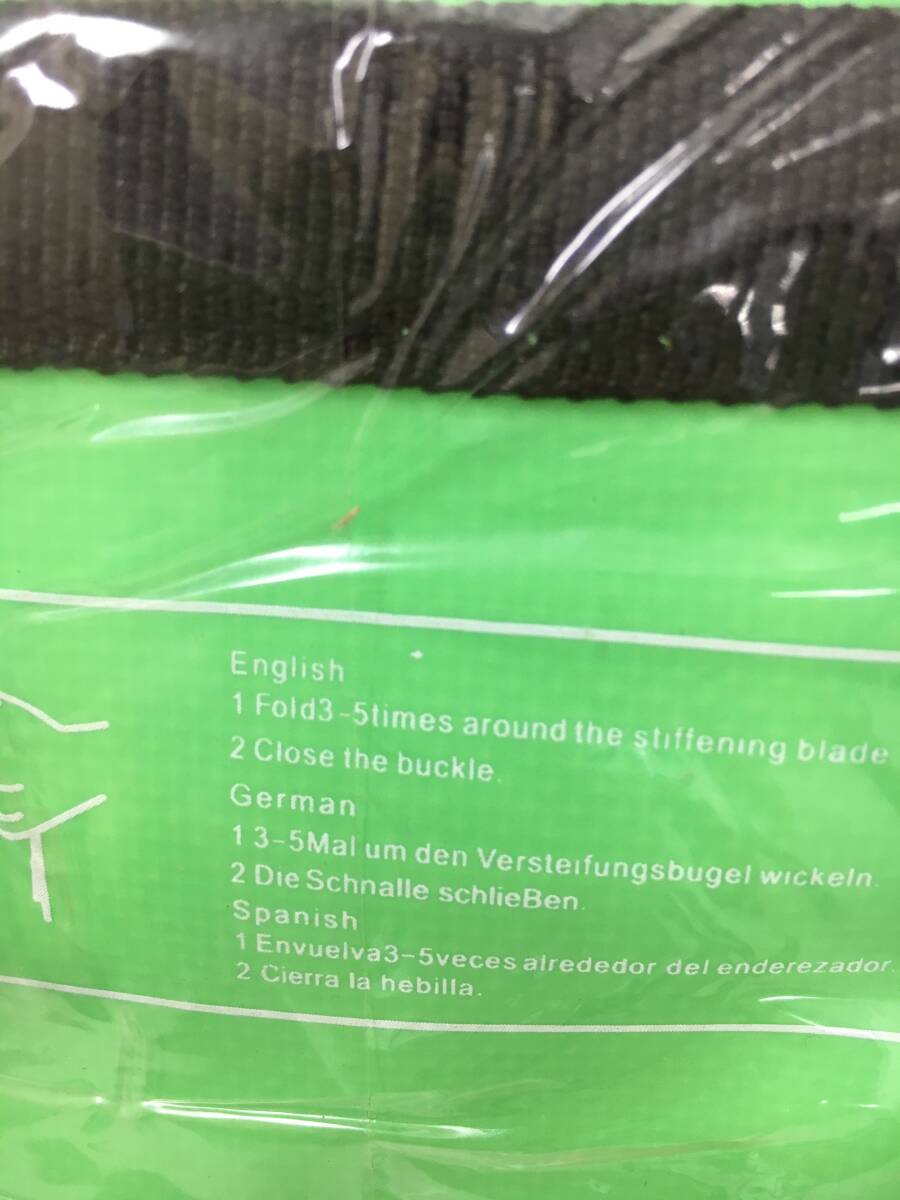 English
1 Fold3-5times around the stiffening blade
2 Close the buckle.
German
1 3-5Mal um den Versteifungsbugel wickeln.
2 Die Schnalle schlieBen.
Spanish
1 Envuelva3-5veces alrededor del enderezador.
2 Cierra la hebilla.